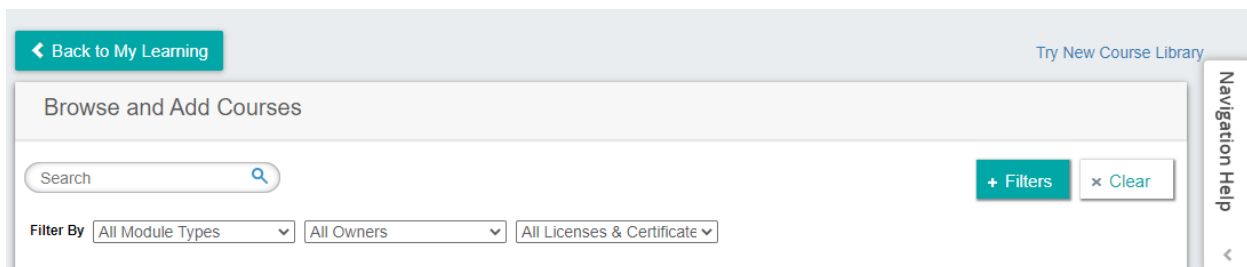 Back to My Learning
Try New Course Library
Browse and Add Courses
Search
+ Filters
× Clear
Filter By All Module Types All Owners All Licenses & Certificate
Navigation Help